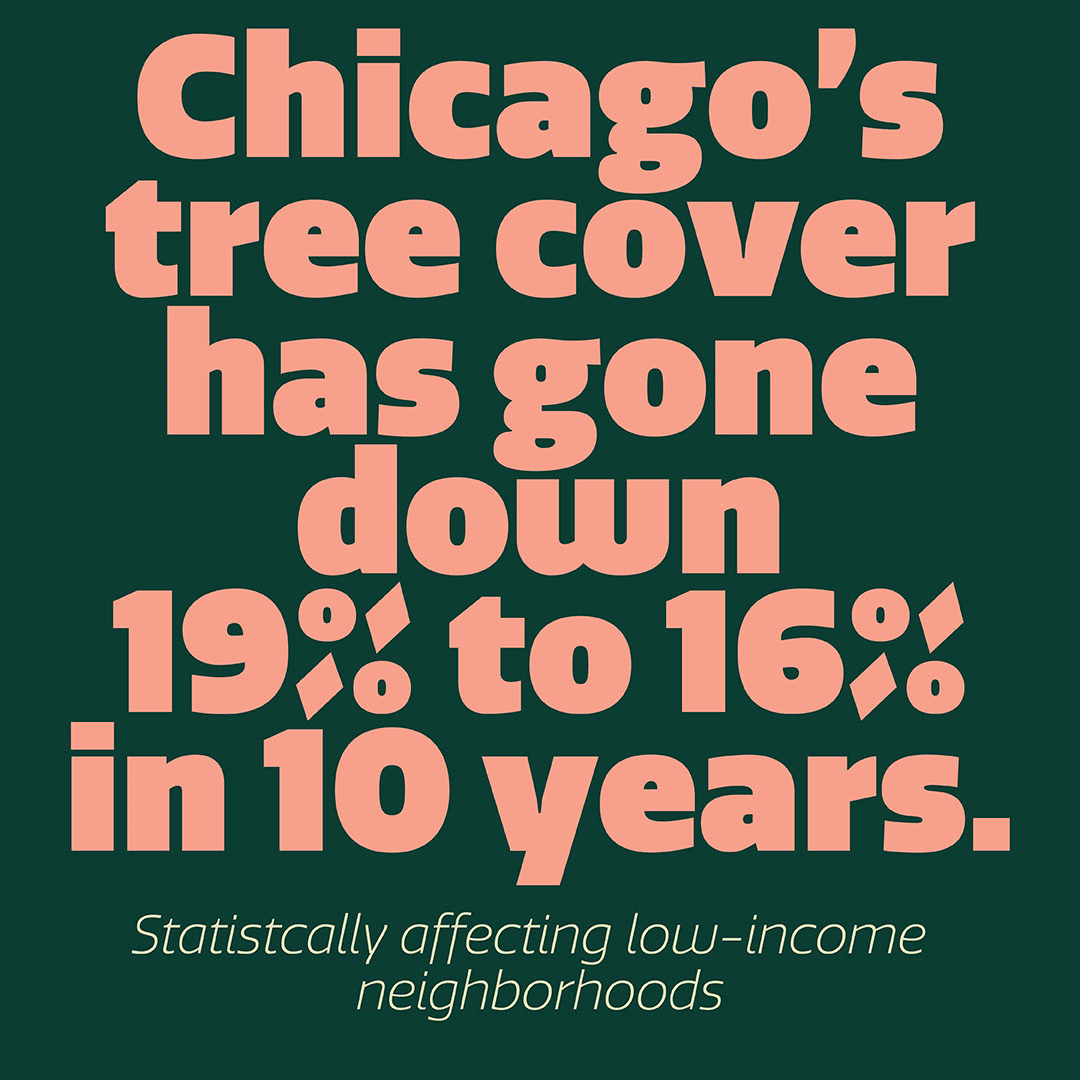 Chicago’s
tree cover
has gone
down
19% to 16%
in 10 years.
Statistcally affecting low-income
neighborhoods